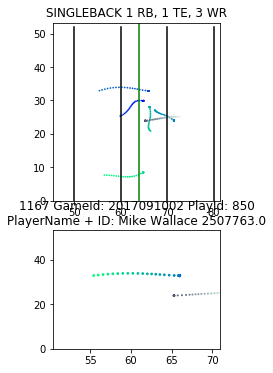 SINGLEBACK 1 RB, 1 TE, 3 WR
50
40
30
20
10
0
50 60 70 80
1167 GameId: 2017091002 PlayId: 850
PlayerName + ID: Mike Wallace 2507763.0
40
20
0
55 60 65 70